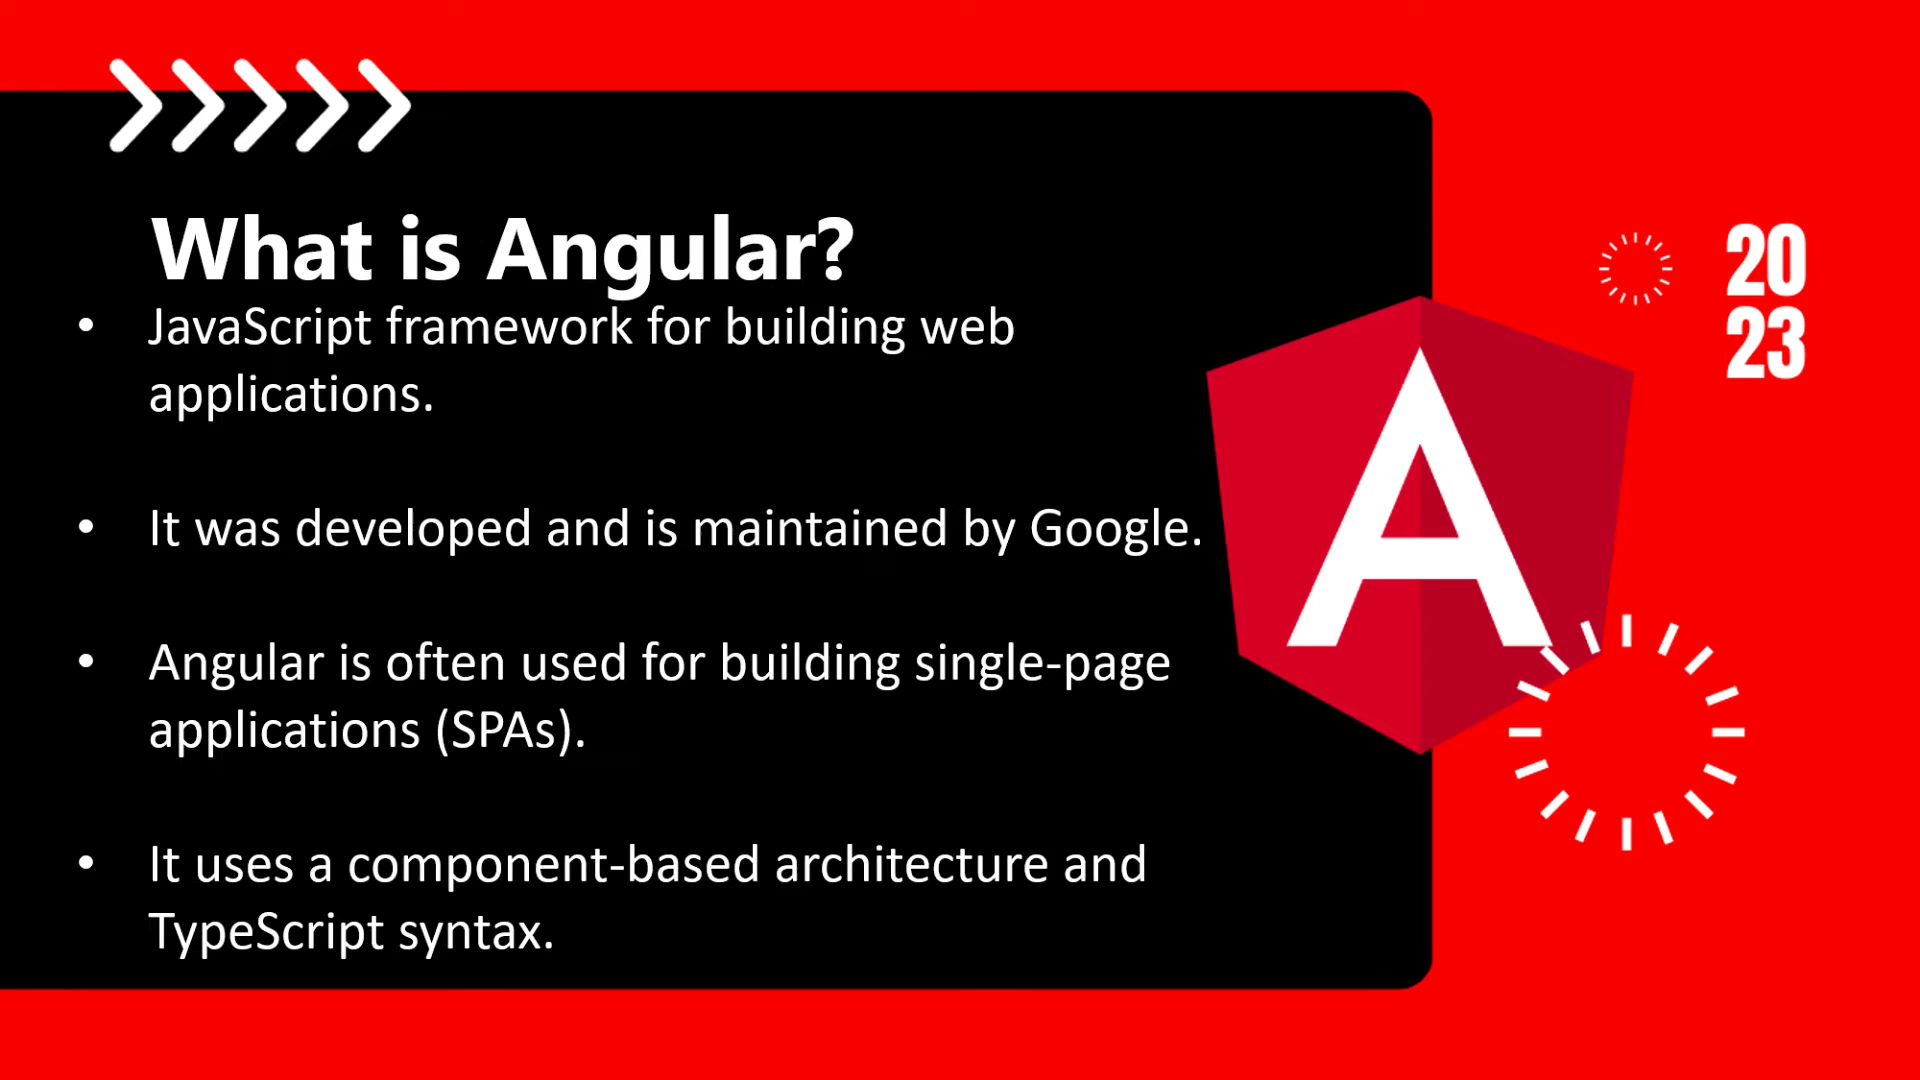 What is Angular?
• JavaScript framework for building web
applications.
• It was developed and is maintained by Google.
• Angular is often used for building single-page
applications (SPAs).
• It uses a component-based architecture and
TypeScript syntax.
20
23
A